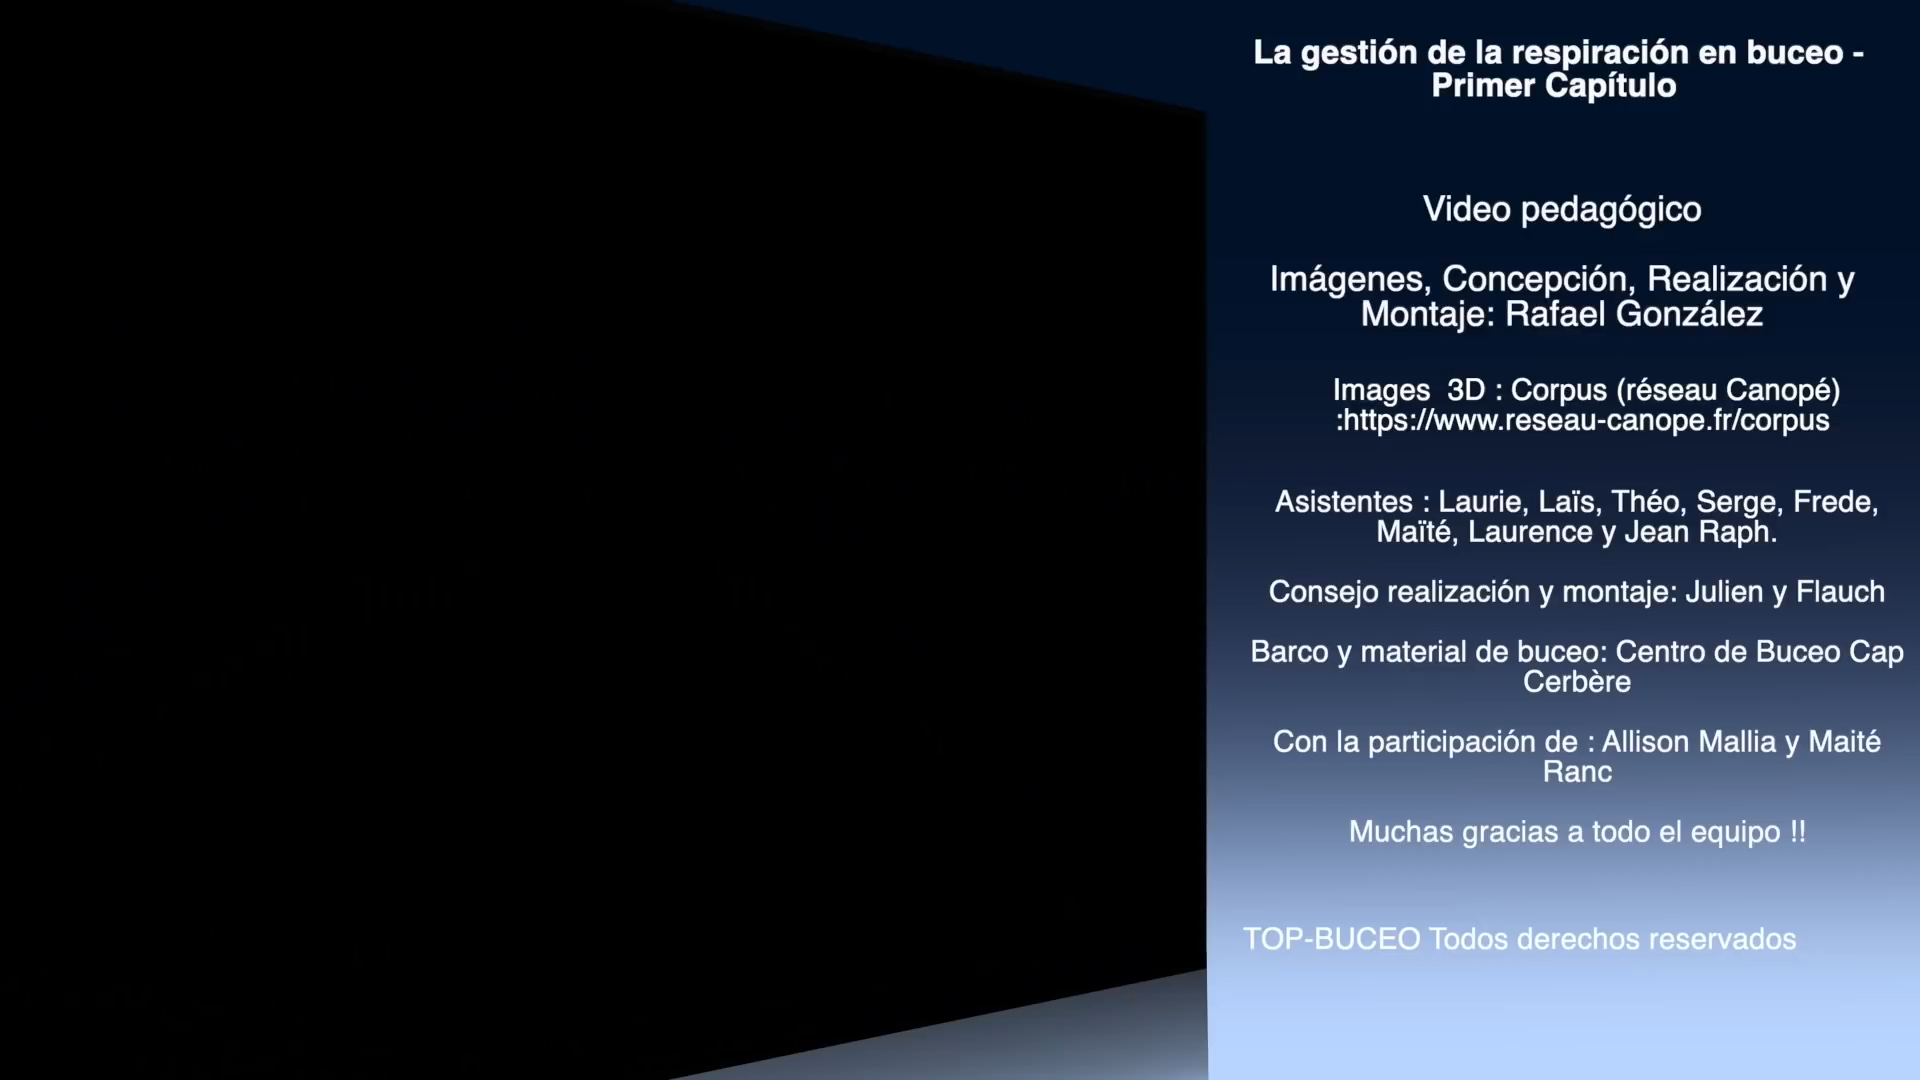 La gestión de la respiración en buceo -
Primer Capítulo
Video pedagógico
Imágenes, Concepción, Realización y
Montaje: Rafael González
Images  3D : Corpus (réseau Canopé)
:https://www.reseau-canope.fr/corpus
Asistentes : Laurie, Laïs, Théo, Serge, Frede,
Maïté, Laurence y Jean Raph.
Consejo realización y montaje: Julien y Flauch
Barco y material de buceo: Centro de Buceo Cap
Cerbère
Con la participación de : Allison Mallia y Maité
Ranc
Muchas gracias a todo el equipo !!
TOP-BUCEO Todos derechos reservados